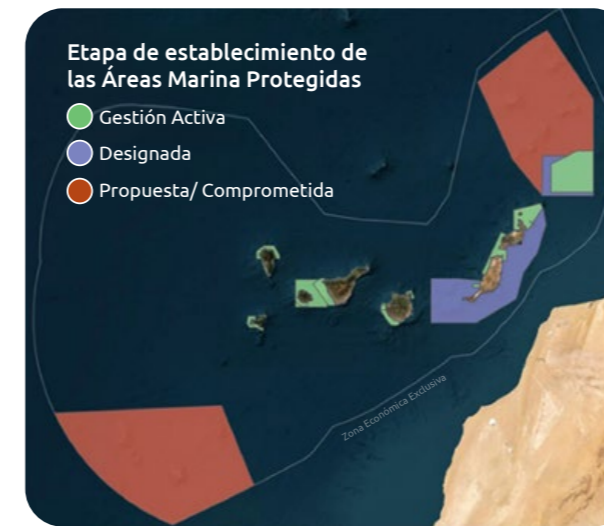 Etapa de establecimiento de
las Áreas Marina Protegidas
Gestión Activa
Designada
Propuesta/ Comprometida
Zona Económica Exclusiva